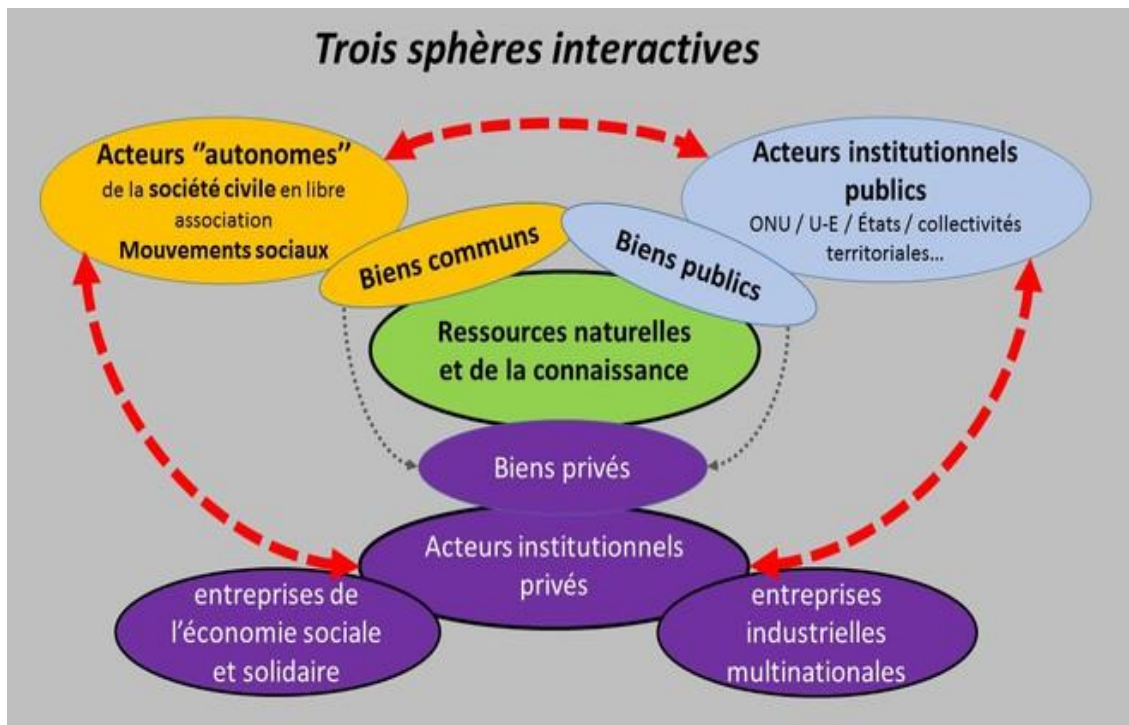 Trois sphères interactives
Acteurs "autonomes"
de la société civile en libre
association
Mouvements sociaux
Acteurs institutionnels
publics
ONU / U-E / États / collectivités
territoriales...
Biens communs
Biens publics
Ressources naturelles
et de la connaissance
Biens privés
Acteurs institutionnels
privés
entreprises de
l'économie sociale
et solidaire
entreprises
industrielles
multinationales